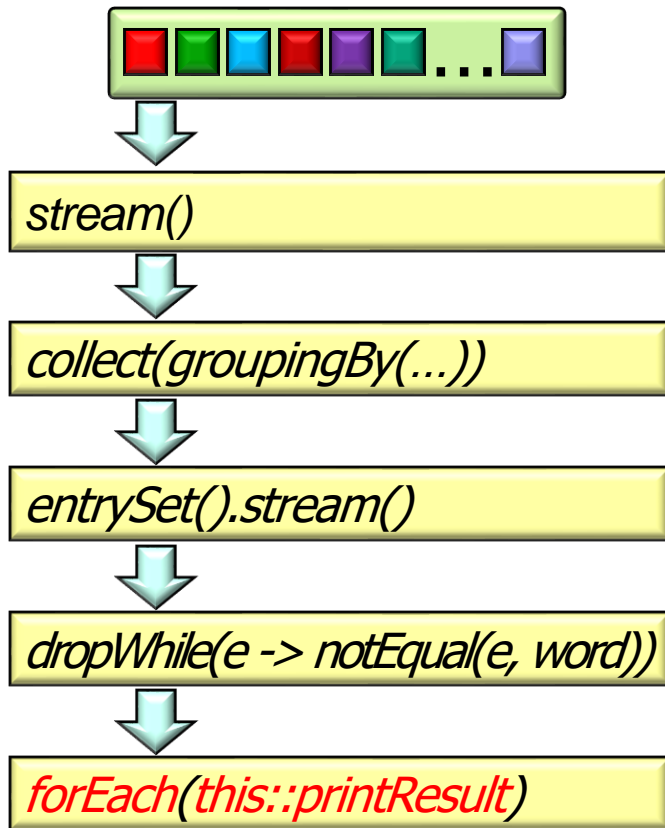 ...
stream()
collect(groupingBy(...))
entrySet().stream()
dropWhile(e -> notEqual(e, word))
forEach(this::printResult)